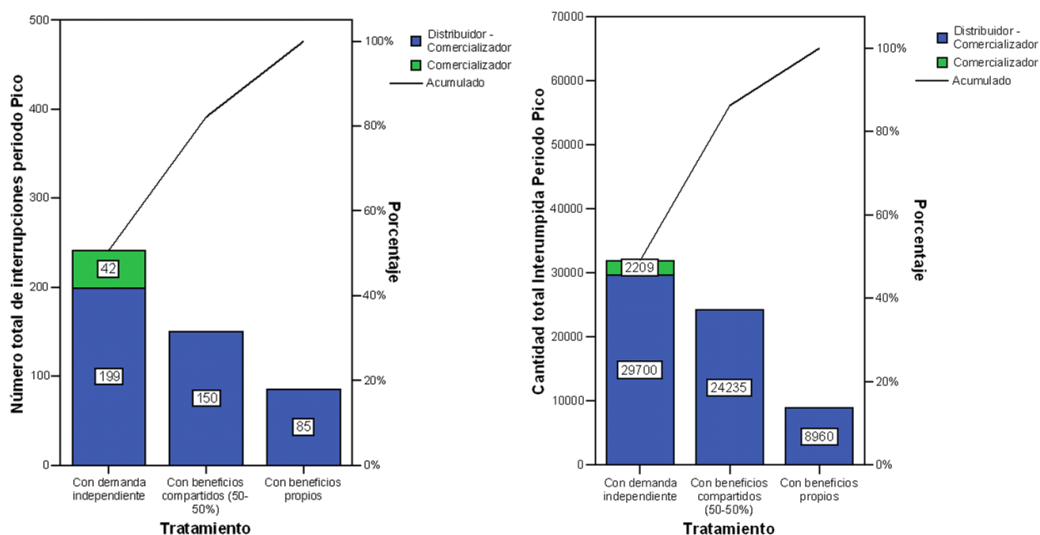 Número total de interrupciones periodo Pico
500
400
300
200
100
0
42
199
150
85
100%
80%
60%
40%
20%
0%
Porcentaje
Con demanda
independiente
Con beneficios
compartidos (50-
50%)
Con beneficios
propios
Tratamiento
Distribuidor -
Comercializador
Comercializador
Acumulado
Cantidad total Interumpida Periodo Pico
70000
60000
50000
40000
30000
20000
10000
0
2209
29700
24235
8960
100%
80%
60%
40%
20%
0%
Porcentaje
Con demanda
independiente
Con beneficios
compartidos
(50-50%)
Con beneficios
propios
Tratamiento
Distribuidor -
Comercializador
Comercializador
Acumulado